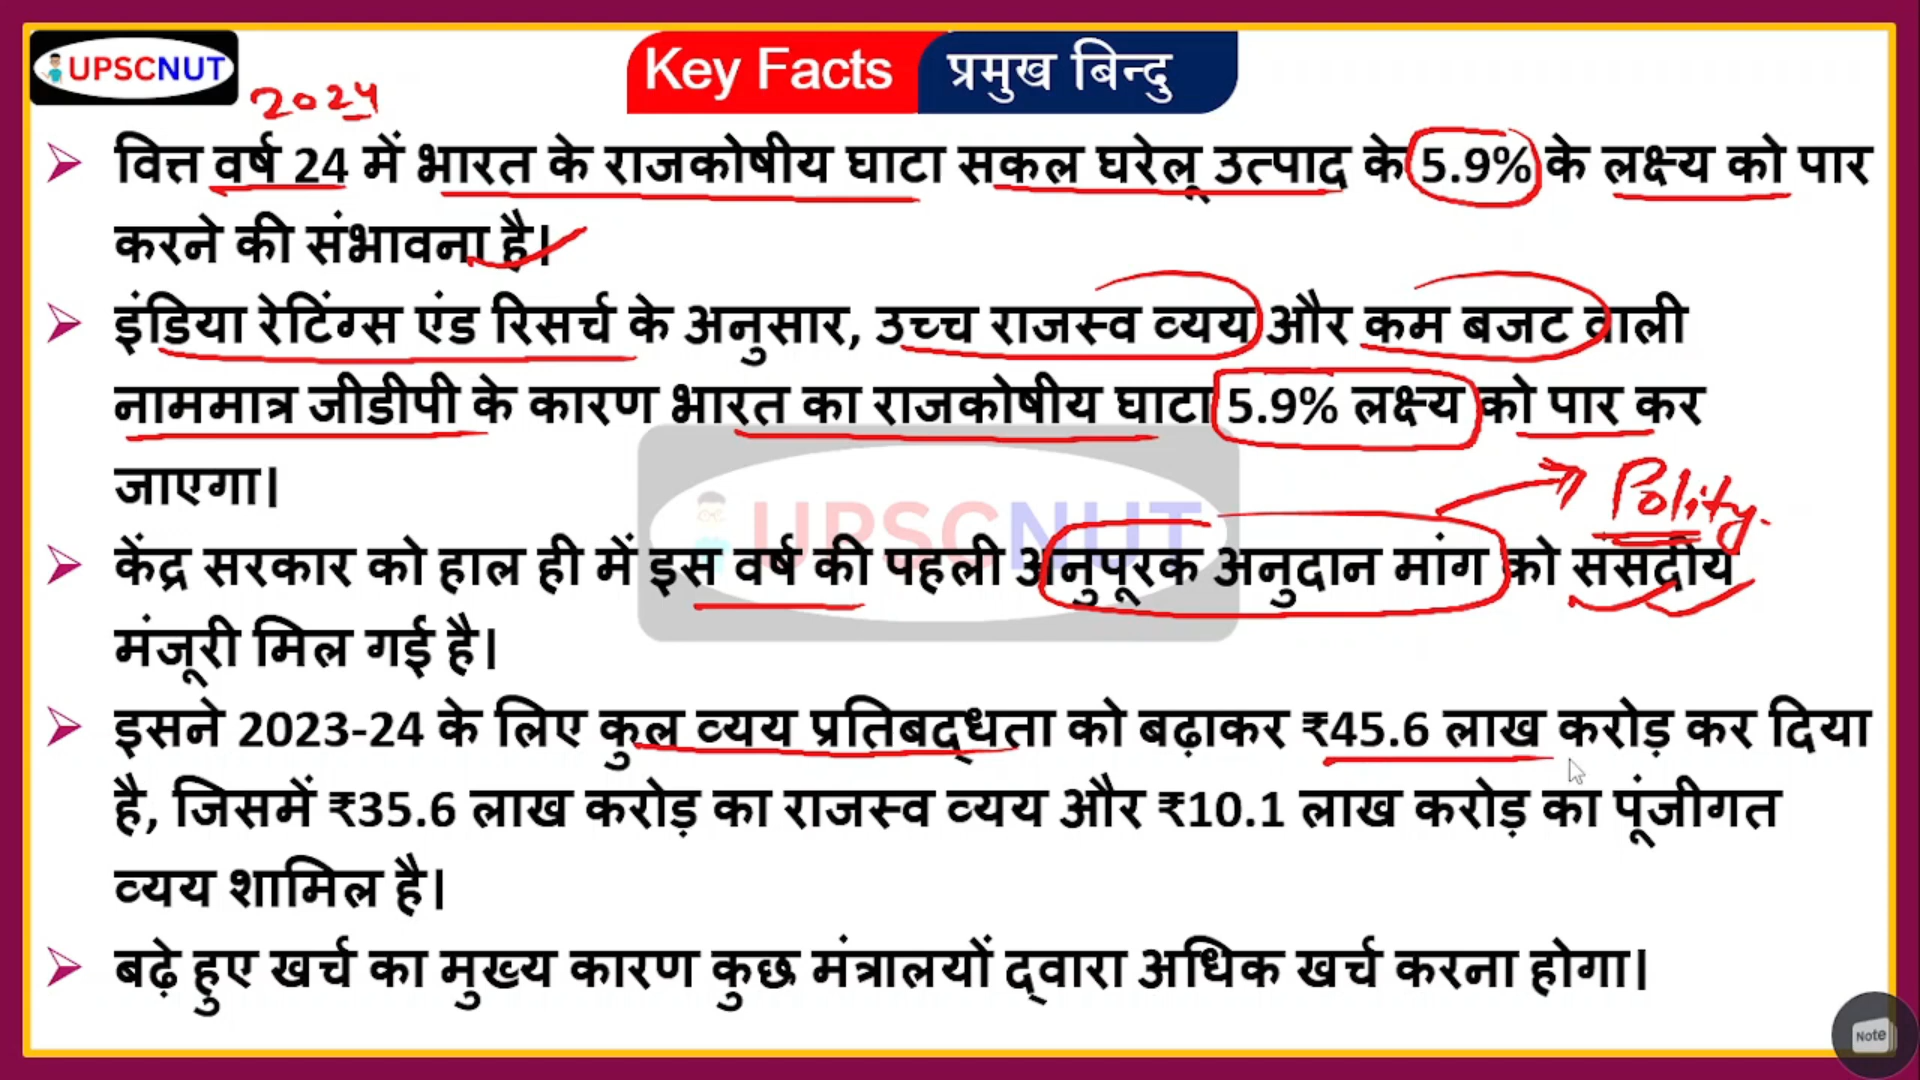 UPSCNUT
Key Facts प्रमुख बिन्दु
2024
➢ वित्त वर्ष 24 में भारत के राजकोषीय घाटा सकल घरेलू उत्पाद के 5.9% के लक्ष्य को पार
करने की संभावना है।
➢ इंडिया रेटिंग्स एंड रिसर्च के अनुसार, उच्च राजस्व व्यय और कम बजट वाली
नाममात्र जीडीपी के कारण भारत का राजकोषीय घाटा 5.9% लक्ष्य को पार कर
जाएगा।
Polity.
UPSCNUT
➢ केंद्र सरकार को हाल ही में इस वर्ष की पहली अनुपूरक अनुदान मांग को ससदीय
मंजूरी मिल गई है।
➢ इसने 2023-24 के लिए कुल व्यय प्रतिबद्धता को बढ़ाकर ₹45.6 लाख करोड़ कर दिया
है, जिसमें ₹35.6 लाख करोड़ का राजस्व व्यय और ₹10.1 लाख करोड़ का पूंजीगत
व्यय शामिल है।
➢ बढ़े हुए खर्च का मुख्य कारण कुछ मंत्रालयों द्वारा अधिक खर्च करना होगा।
Note